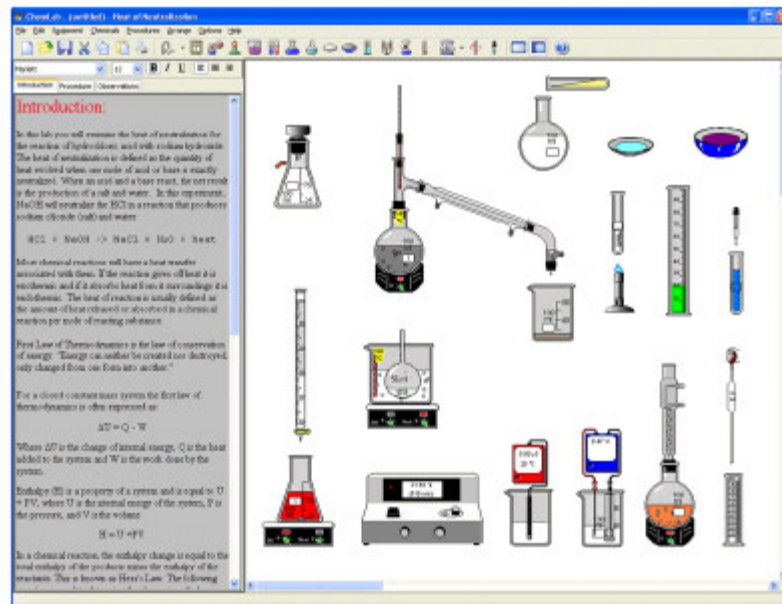 ChemLab - (untitled) - Heat of Neutralization
File Edit Equipment Chemicals Procedures Arrange Options Help
12 B I U
Introduction Procedure Observations
Introduction:
In this lab you will examine the heat of neutralization for
the reaction of hydrochloric acid with sodium hydroxide.
The heat of neutralization is defined as the quantity of
heat evolved when one mole of acid or base is exactly
neutralized. When an acid and a base react, the net result
is the production of a salt and water. In this experiment,
NaOH will neutralize the HCl in a reaction that produces
sodium chloride (salt) and water:
HCl + NaOH -> NaCl + H₂O + heat
Most chemical reactions will have a heat transfer
associated with them. If the reaction gives off heat it is
exothermic and if it absorbs heat from it surroundings it is
endothermic. The heat of reaction is usually defined as
the amount of heat released or absorbed in a chemical
reaction per mole of reacting substance.
First Law of Thermodynamics is the law of conservation
of energy: "Energy can neither be created nor destroyed,
only changed from one form into another."
For a closed constant mass system the first law of
thermodynamics is often expressed as:
ΔU = Q - W
Where ΔU is the change of internal energy, Q is the heat
added to the system and W is the work done by the
system.
Enthalpy (H) is a property of a system and is equal to U
+ PV, where U is the internal energy of the system, P is
the pressure, and V is the volume
H = U +PV
In a chemical reaction, the enthalpy change is equal to the
total enthalpy of the products minus the enthalpy of the
reactants. This is known as Hess's Law. The following